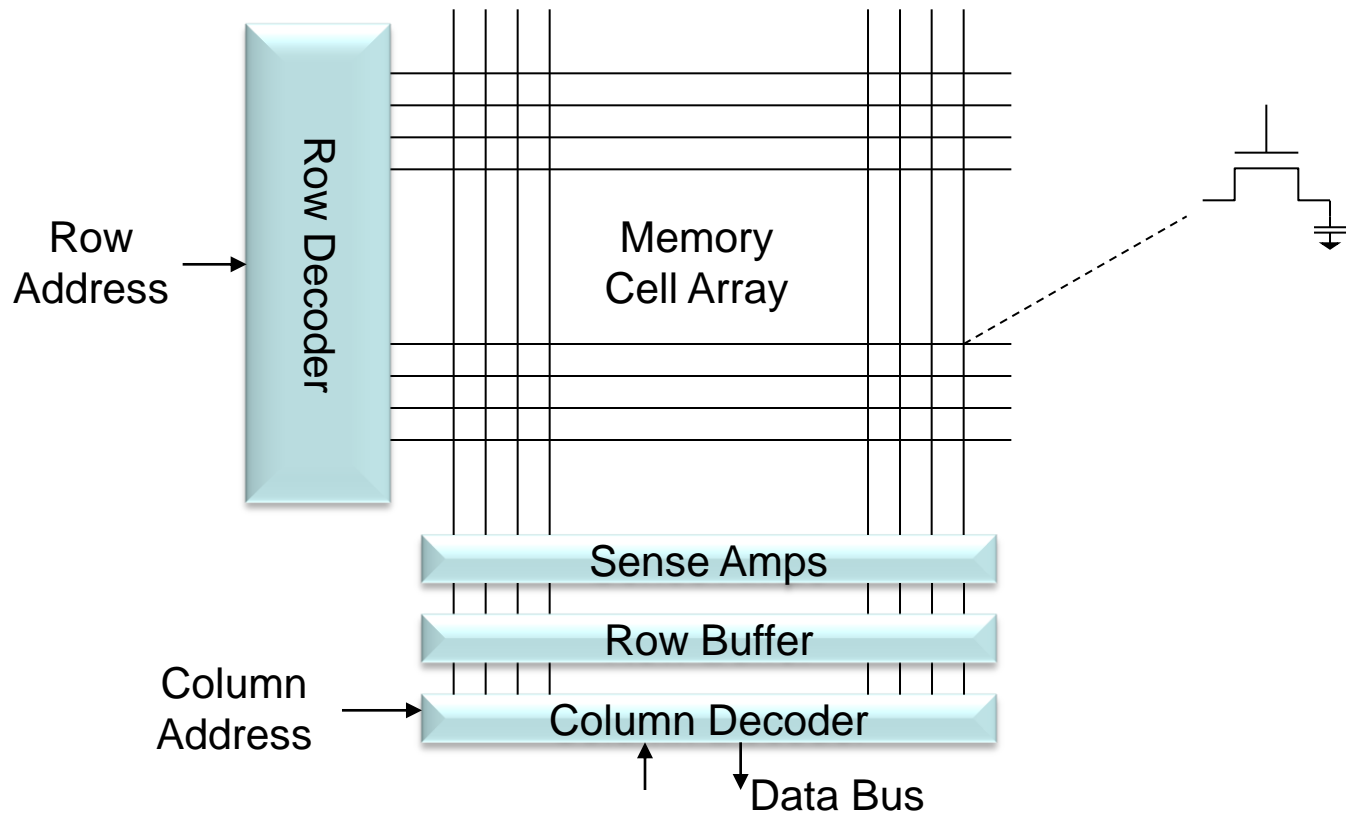 Row Decoder
Row
Address
Memory
Cell Array
Sense Amps
Row Buffer
Column
Address
Column Decoder
Data Bus